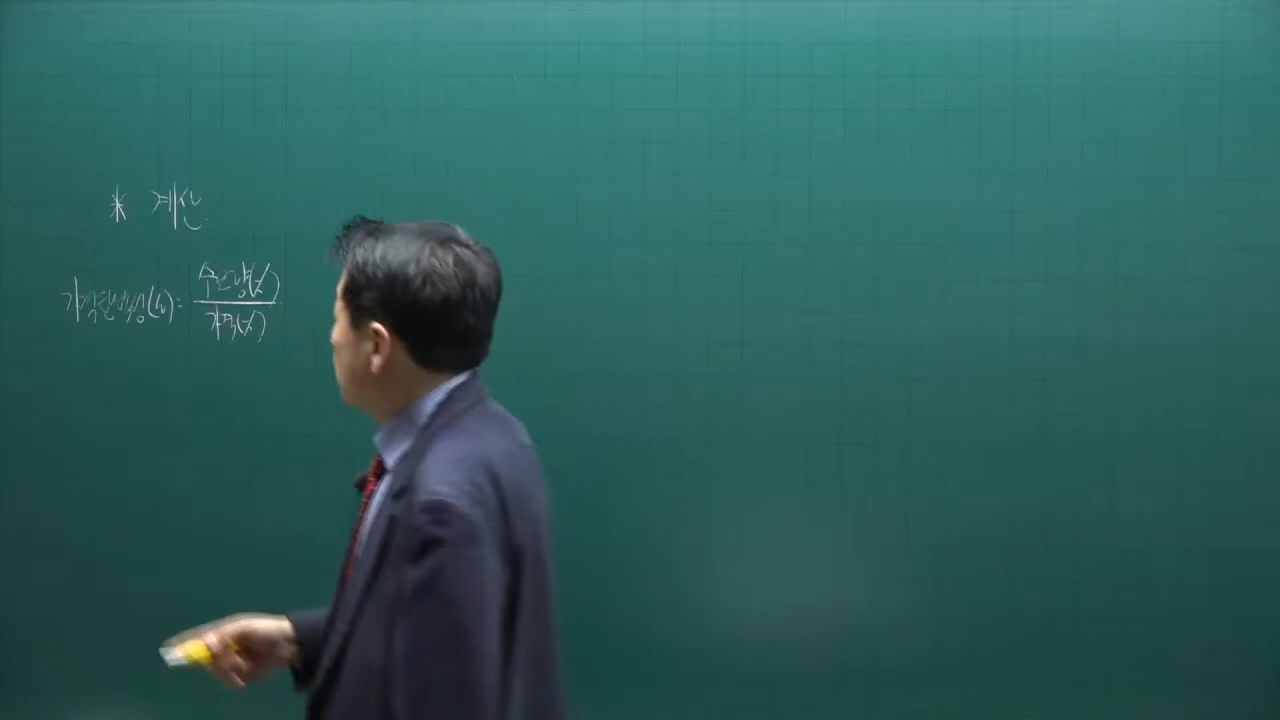 * 계산
가격탄력성(%) = 수요량(%) / 가격(%)